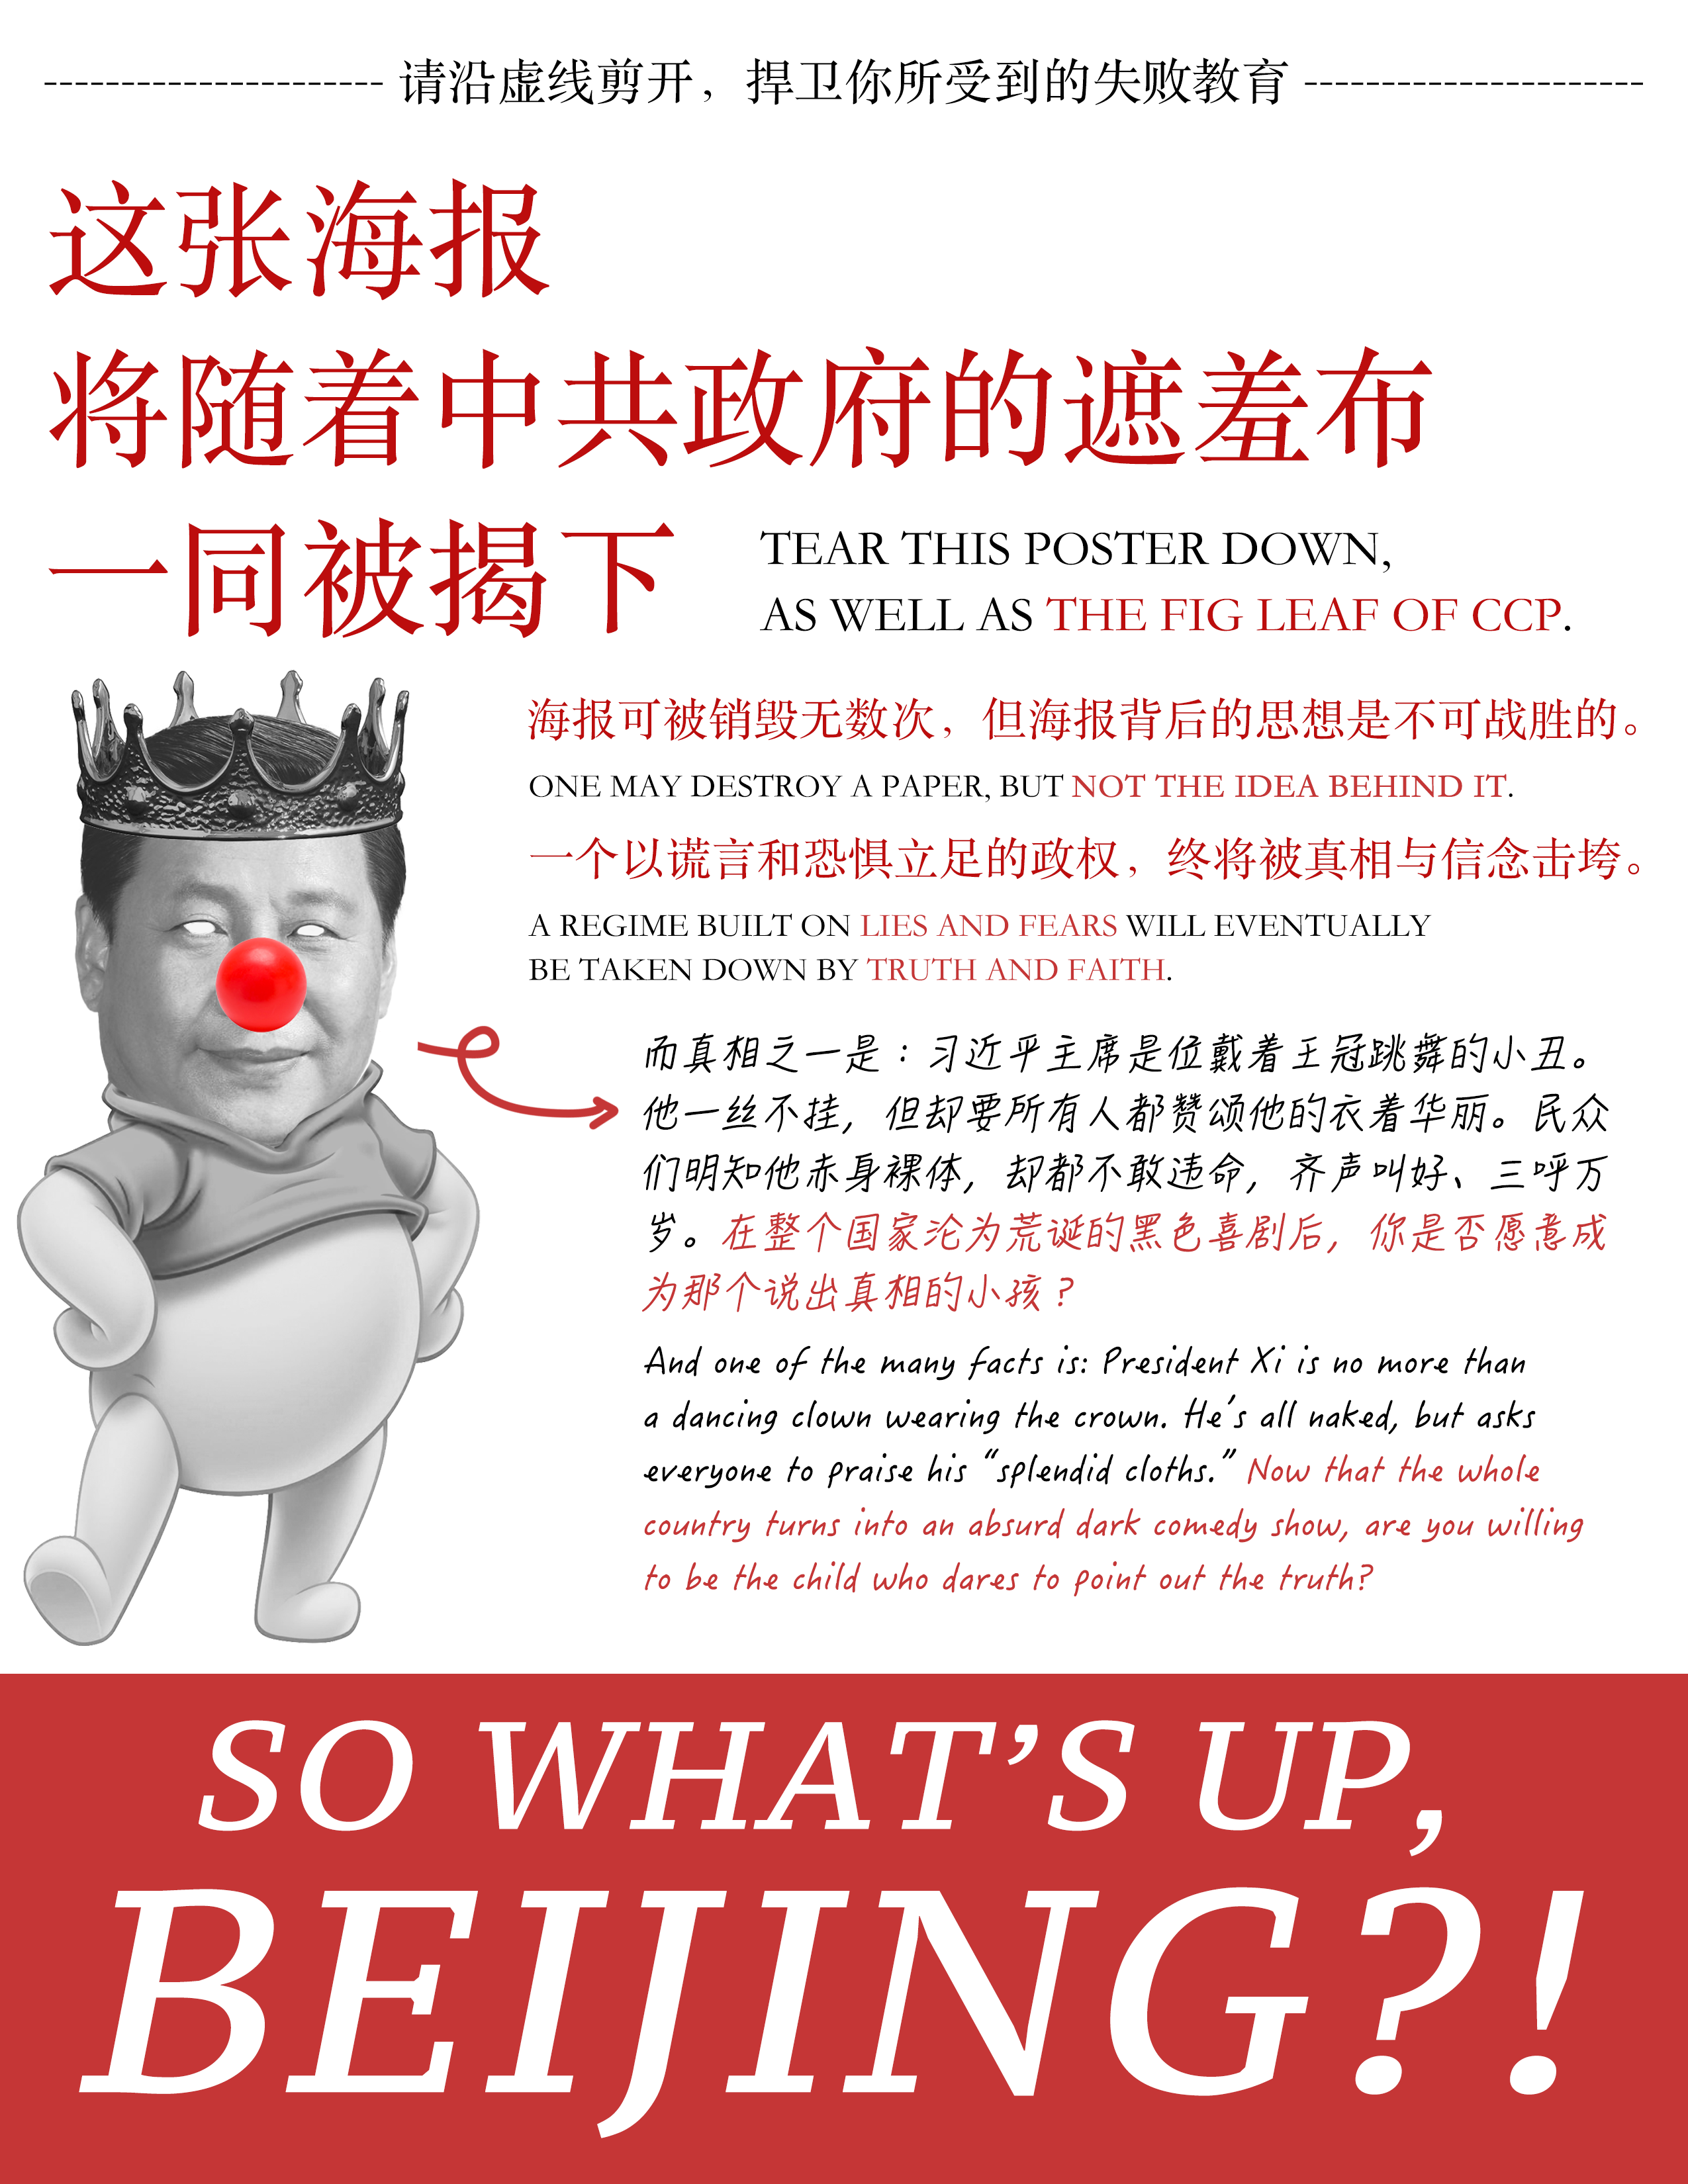 请沿虚线剪开，捍卫你所受到的失败教育
这张海报
将随着中共政府的遮羞布
一同被揭下
TEAR THIS POSTER DOWN,
AS WELL AS THE FIG LEAF OF CCP.
海报可被销毁无数次，但海报背后的思想是不可战胜的。
ONE MAY DESTROY A PAPER, BUT NOT THE IDEA BEHIND IT.
一个以谎言和恐惧立足的政权，终将被真相与信念击垮。
A REGIME BUILT ON LIES AND FEARS WILL EVENTUALLY
BE TAKEN DOWN BY TRUTH AND FAITH.
而真相之一是：习近平主席是位戴着王冠跳舞的小丑。
他一丝不挂，但却要所有人都赞颂他的衣着华丽。民众
们明知他赤身裸体，却都不敢违命，齐声叫好、三呼万
岁。在整个国家沦为荒诞的黑色喜剧后，你是否愿意成
为那个说出真相的小孩？
And one of the many facts is: President Xi is no more than
a dancing clown wearing the crown. He's all naked, but asks
everyone to praise his “splendid cloths.” Now that the whole
country turns into an absurd dark comedy show, are you willing
to be the child who dares to point out the truth?
SO WHAT'S UP,
BEIJING?!